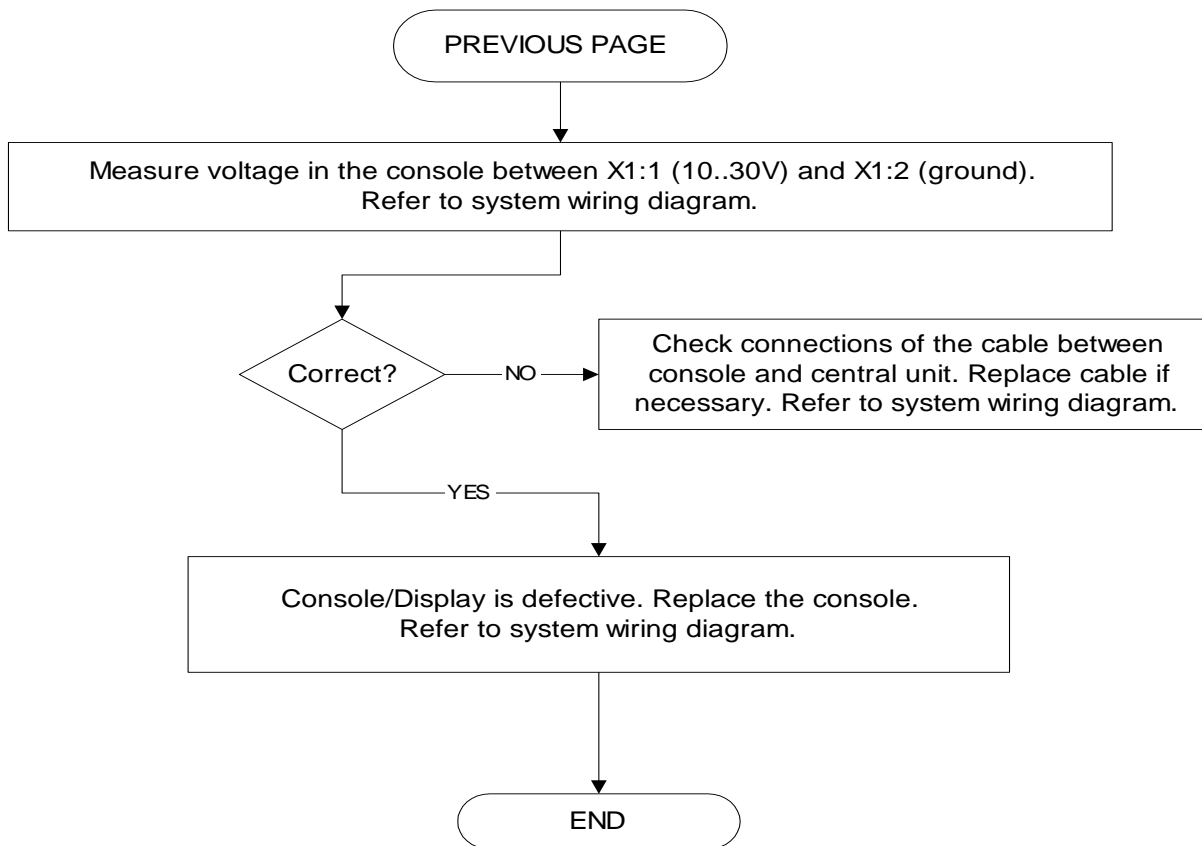 PREVIOUS PAGE
Measure voltage in the console between X1:1 (10..30V) and X1:2 (ground).
Refer to system wiring diagram.
Correct?
NO
Check connections of the cable between
console and central unit. Replace cable if
necessary. Refer to system wiring diagram.
YES
Console/Display is defective. Replace the console.
Refer to system wiring diagram.
END